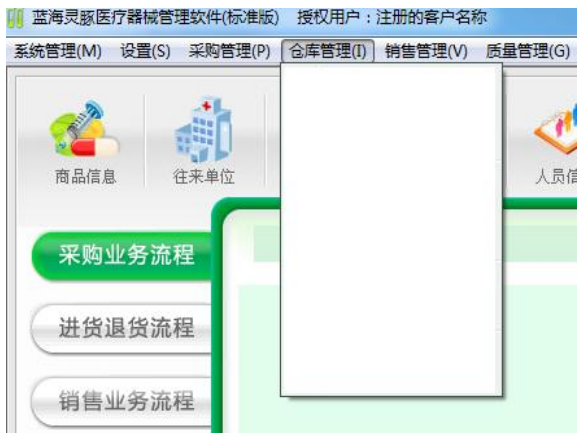 蓝海灵豚医疗器械管理软件(标准版) 授权用户：注册的客户名称
系统管理(M) 设置(S) 采购管理(P) 仓库管理(I) 销售管理(V) 质量管理(G)
商品信息 往来单位 人员信
采购业务流程
进货退货流程
销售业务流程